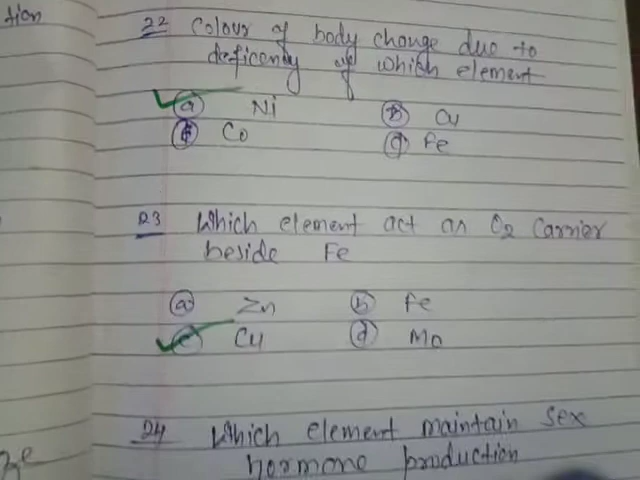 tion
22 Colour of body change due to
deficendy of which element
(a) Ni (b) Cu
(c) Co (d) Fe
23 Which element act as O2 Carrier
beside Fe
(a) Zn (b) Fe
(c) Cu (d) Mo
24 Which element maintain sex
hormone production